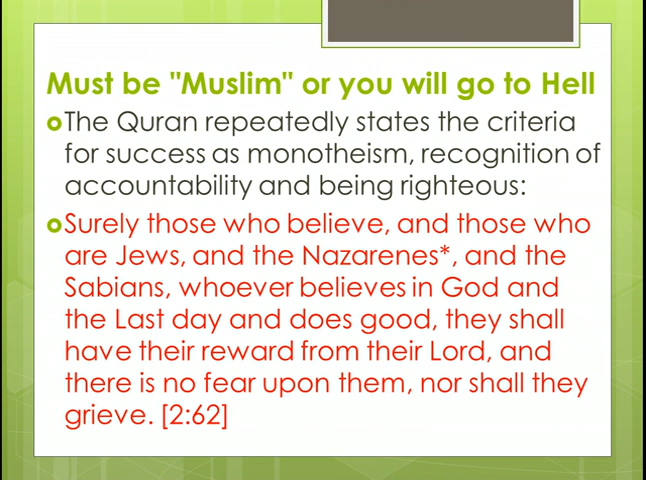 Must be "Muslim" or you will go to Hell
The Quran repeatedly states the criteria
for success as monotheism, recognition of
accountability and being righteous:
Surely those who believe, and those who
are Jews, and the Nazarenes*, and the
Sabians, whoever believes in God and
the Last day and does good, they shall
have their reward from their Lord, and
there is no fear upon them, nor shall they
grieve. [2:62]